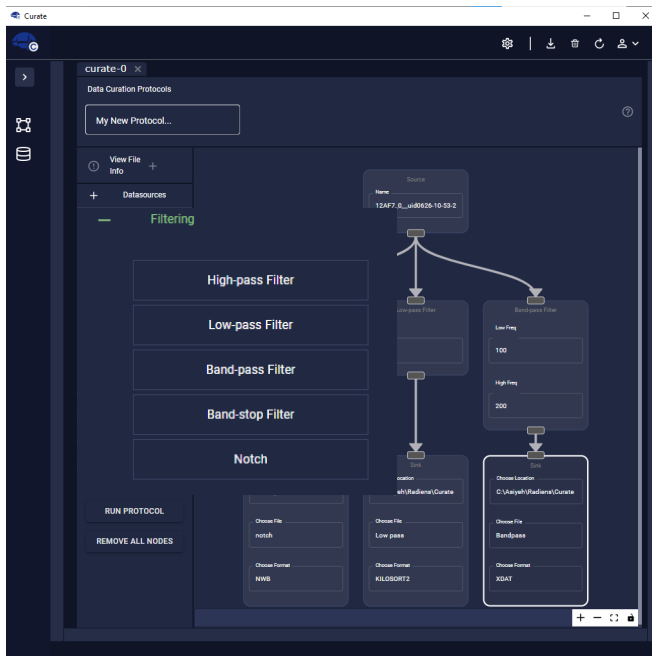 Curate
curate-0
Data Curation Protocols
My New Protocol...
View File
Info
Datasources
Filtering
High-pass Filter
Low-pass Filter
Band-pass Filter
Band-stop Filter
Notch
RUN PROTOCOL
REMOVE ALL NODES
Source
Name
12AF7.0__uid0626-10-53-2
Low-pass Filter
Band-pass Filter
Low Freq
100
High Freq
200
Sink
Location
eh\Radiens\Curate
Choose File
Low pass
Choose Format
KILOSORT2
Choose File
notch
Choose Format
NWB
Sink
Choose Location
C:\Asiyeh\Radiens\Curate
Choose File
Bandpass
Choose Format
XDAT